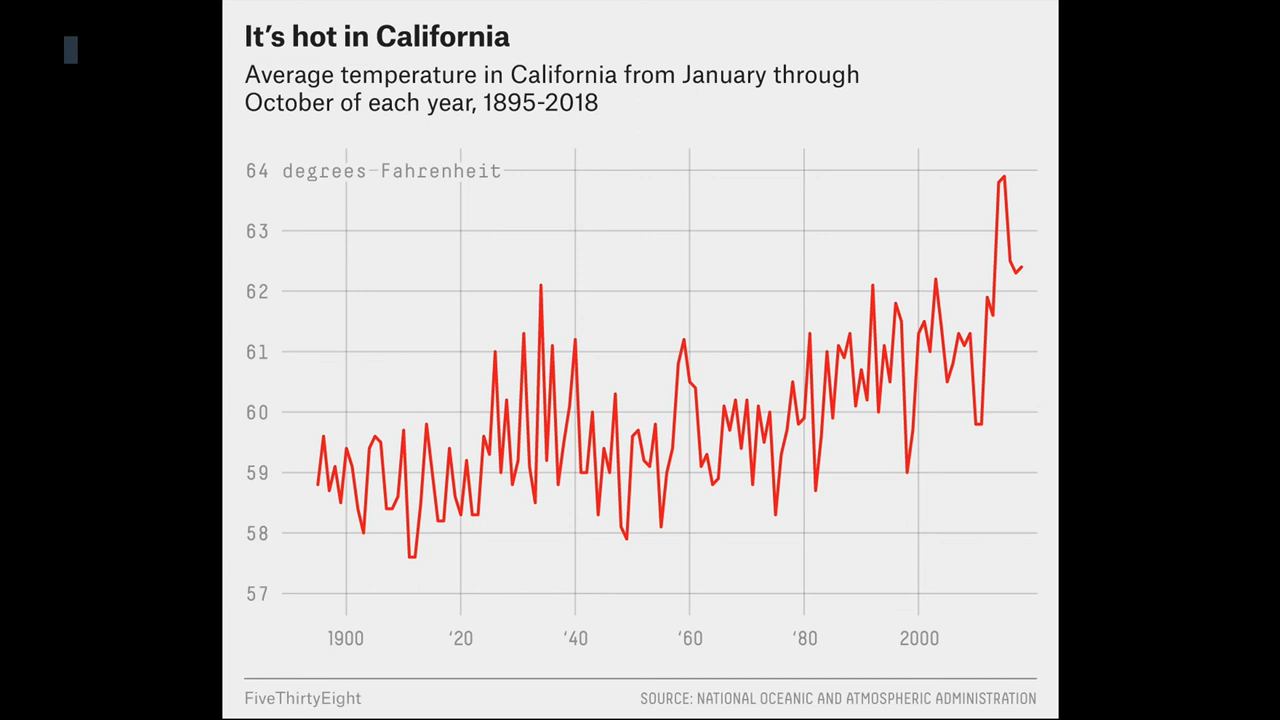 It's hot in California
Average temperature in California from January through
October of each year, 1895-2018
64 degrees Fahrenheit
63
62
61
60
59
58
57
1900 ‘20 ‘40 ‘60 ‘80 2000
FiveThirtyEight SOURCE: NATIONAL OCEANIC AND ATMOSPHERIC ADMINISTRATION